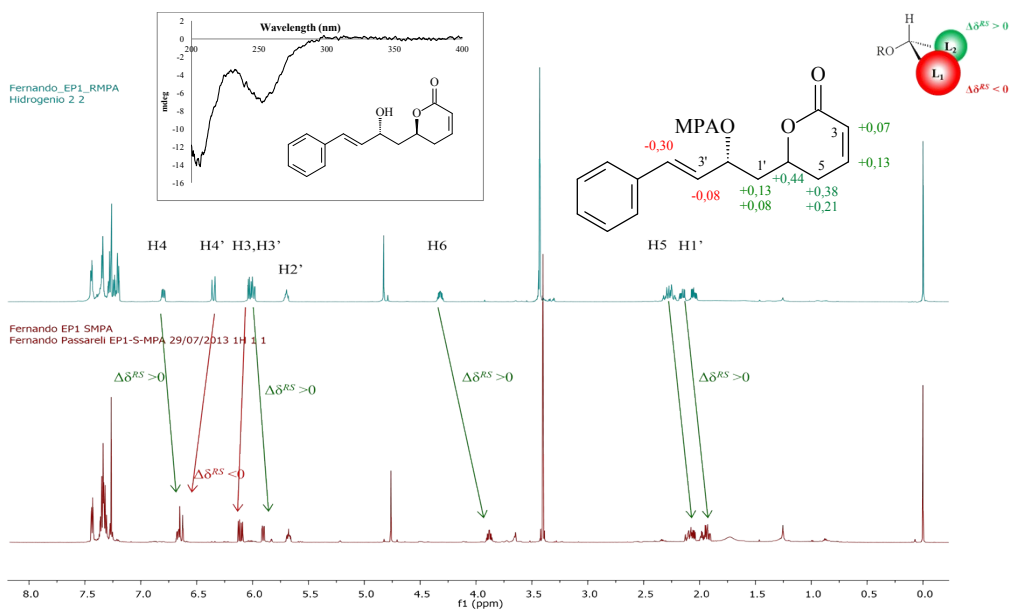 Wavelength (nm)
200 250 300 350 400
2
0
-2
-4
-6
-8
-10
-12
-14
-16
mdeg
OH
O
O
Fernando_EP1_RMPA
Hidrogenio 2 2
H
RO
L2
L1
Δδ^RS > 0
Δδ^RS < 0
O
MPAO
O
3
+0,07
-0,30
3'
1'
5
+0,13
-0,08
+0,44
+0,13
+0,38
+0,08
+0,21
H4
H4’
H3,H3’
H2’
H6
H5
H1’
Fernando EP1 SMPA
Fernando Passareli EP1-S-MPA 29/07/2013 1H 1 1
Δδ^RS >0
Δδ^RS <0
Δδ^RS >0
Δδ^RS >0
Δδ^RS >0
8.0 7.5 7.0 6.5 6.0 5.5 5.0 4.5 4.0 3.5 3.0 2.5 2.0 1.5 1.0 0.5 0.0
f1 (ppm)